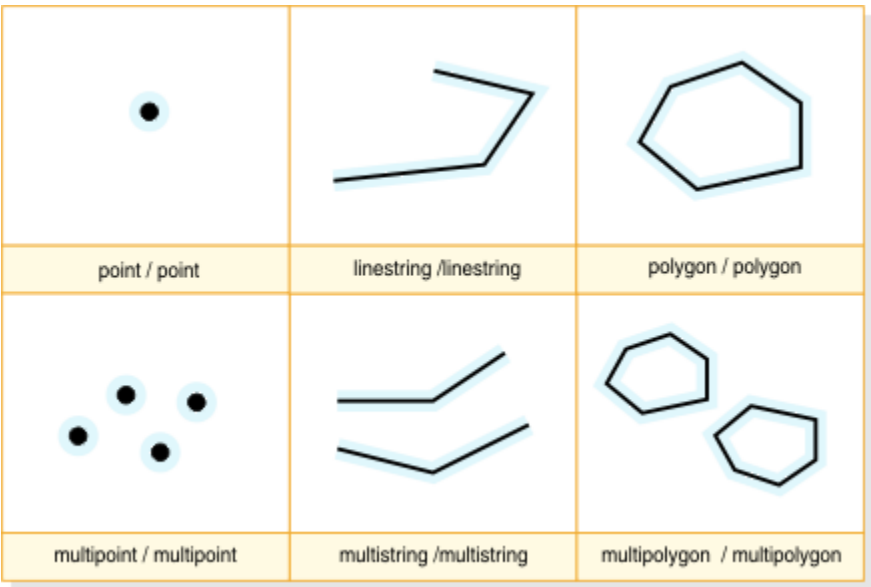 point / point
linestring /linestring
polygon / polygon
multipoint / multipoint
multistring /multistring
multipolygon / multipolygon